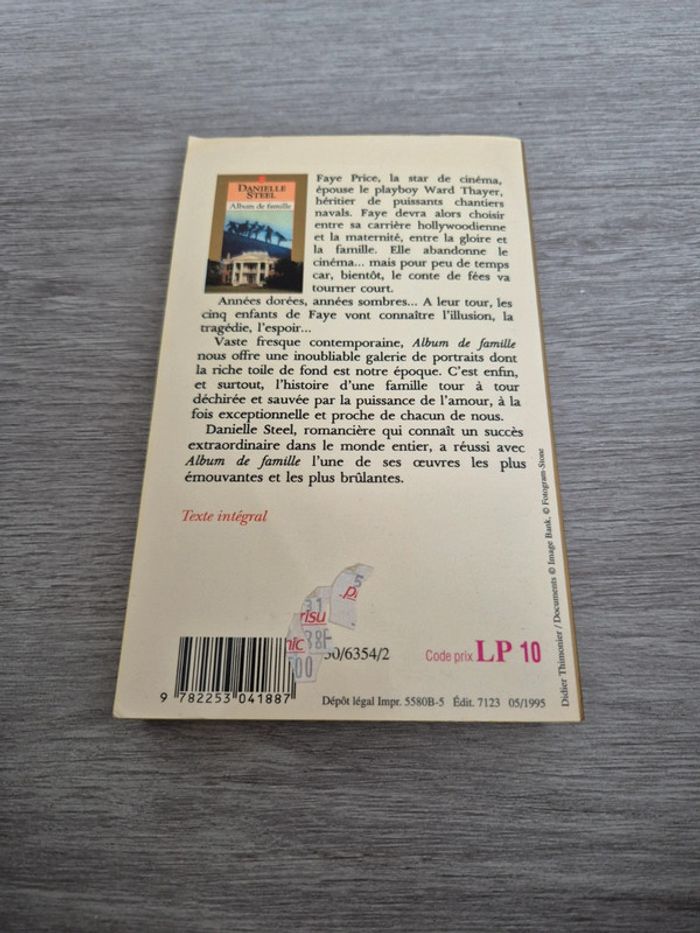 DANIELLE
STEEL
Album de famille
Faye Price, la star de cinéma,
épouse le playboy Ward Thayer,
héritier de puissants chantiers
navals. Faye devra alors choisir
entre sa carrière hollywoodienne
et la maternité, entre la gloire et
la famille. Elle abandonne le
cinéma... mais pour peu de temps
car, bientôt, le conte de fées va
tourner court.
Années dorées, années sombres... A leur tour, les
cinq enfants de Faye vont connaître l'illusion, la
tragédie, l'espoir...
Vaste fresque contemporaine, Album de famille
nous offre une inoubliable galerie de portraits dont
la riche toile de fond est notre époque. C'est enfin,
et surtout, l'histoire d'une famille tour à tour
déchirée et sauvée par la puissance de l'amour, à la
fois exceptionnelle et proche de chacun de nous.
Danielle Steel, romancière qui connaît un succès
extraordinaire dans le monde entier, a réussi avec
Album de famille l'une de ses œuvres les plus
émouvantes et les plus brûlantes.
Texte intégral
risu
30/6354/2
Code prix LP 10
9 782253 041887
Dépôt légal Impr. 5580B-5 Édit. 7123 05/1995
Didier Thimonier / Documents © Image Bank, © Fotogram-Stone